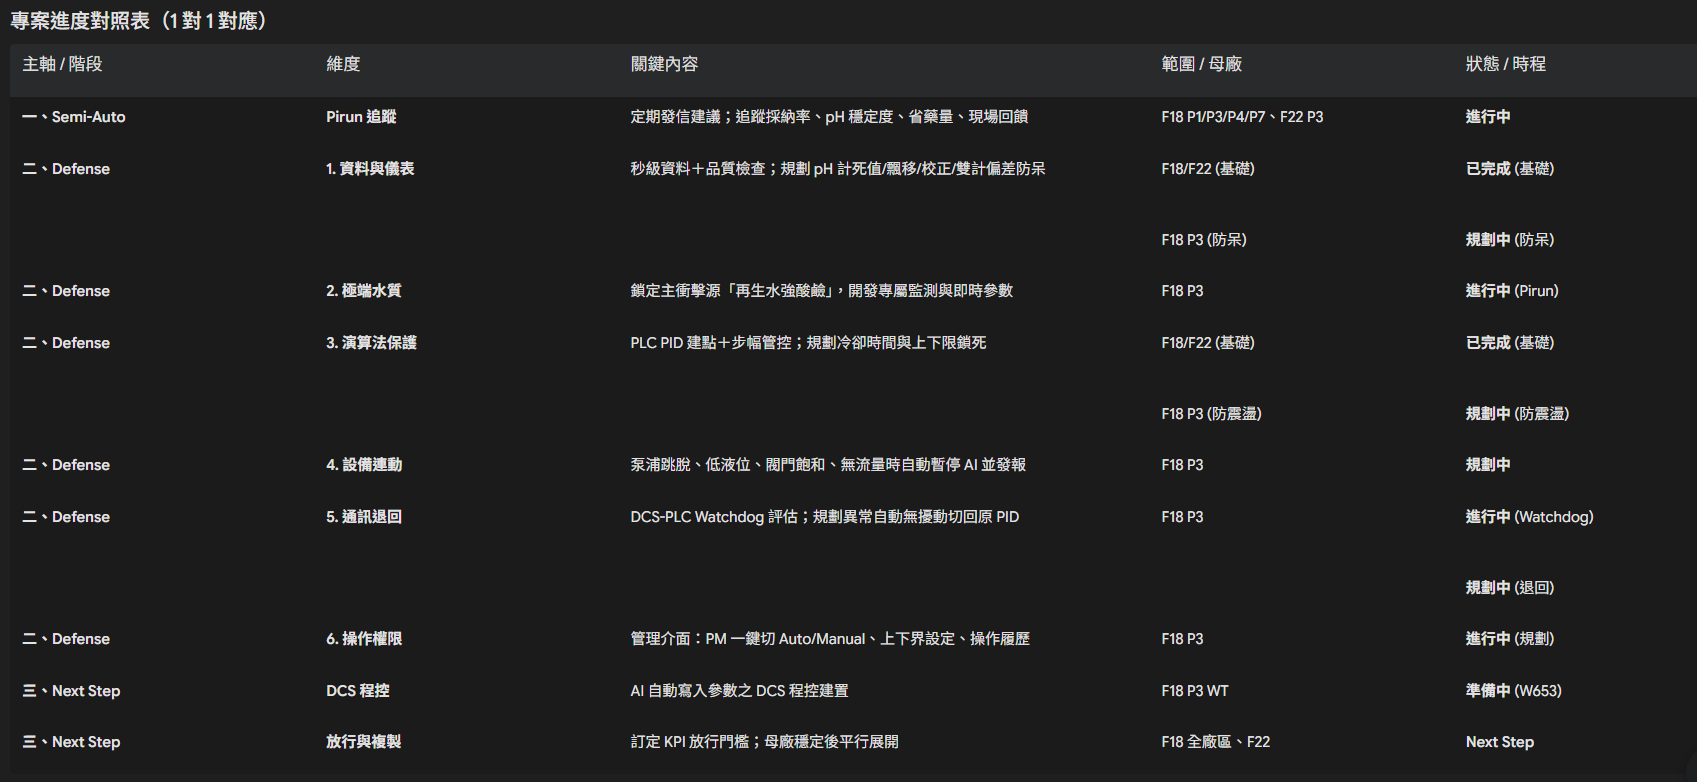 專案進度對照表（1 對 1 對應）
主軸 / 階段 維度 關鍵內容 範圍 / 母廠 狀態 / 時程
一、Semi-Auto Pirun 追蹤 定期發信建議；追蹤採納率、pH 穩定度、省藥量、現場回饋 F18 P1/P3/P4/P7、F22 P3 進行中
二、Defense 1. 資料與儀表 秒級資料＋品質檢查；規劃 pH 計死值/飄移/校正/雙計偏差防呆 F18/F22 (基礎) 已完成 (基礎)
F18 P3 (防呆) 規劃中 (防呆)
二、Defense 2. 極端水質 鎖定主衝擊源「再生水強酸鹼」，開發專屬監測與即時參數 F18 P3 進行中 (Pirun)
二、Defense 3. 演算法保護 PLC PID 建點＋步幅管控；規劃冷卻時間與上下限鎖死 F18/F22 (基礎) 已完成 (基礎)
F18 P3 (防震盪) 規劃中 (防震盪)
二、Defense 4. 設備連動 泵浦跳脫、低液位、閥門飽和、無流量時自動暫停 AI 並發報 F18 P3 規劃中
二、Defense 5. 通訊退回 DCS-PLC Watchdog 評估；規劃異常自動無擾動切回原 PID F18 P3 進行中 (Watchdog)
規劃中 (退回)
二、Defense 6. 操作權限 管理介面：PM 一鍵切 Auto/Manual、上下界設定、操作履歷 F18 P3 進行中 (規劃)
三、Next Step DCS 程控 AI 自動寫入參數之 DCS 程控建置 F18 P3 WT 準備中 (W653)
三、Next Step 放行與複製 訂定 KPI 放行門檻；母廠穩定後平行展開 F18 全廠區、F22 Next Step